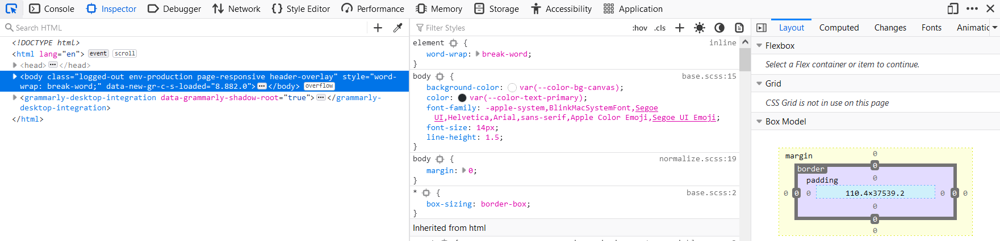 Console Inspector Debugger Network Style Editor Performance Memory Storage Accessibility Application
Search HTML
<!DOCTYPE html>
<html lang="en"> event scroll
<head>⋯</head>
<body class="logged-out env-production page-responsive header-overlay" style="word-
wrap: break-word;" data-new-gr-c-s-loaded="8.882.0">⋯</body> overflow
<grammarly-desktop-integration data-grammarly-shadow-root="true">⋯</grammarly-
desktop-integration>
</html>
Filter Styles :hov .cls
element { inline
word-wrap: break-word;
}
body { base.scss:15
background-color: var(--color-bg-canvas);
color: var(--color-text-primary);
font-family: -apple-system,BlinkMacSystemFont,Segoe
UI,Helvetica,Arial,sans-serif,Apple Color Emoji,Segoe UI Emoji;
font-size: 14px;
line-height: 1.5;
}
body { normalize.scss:19
margin: 0;
}
* { base.scss:2
box-sizing: border-box;
}
Inherited from html
Layout Computed Changes Fonts Animatic
Flexbox
Select a Flex container or item to continue.
Grid
CSS Grid is not in use on this page
Box Model
margin 0
border 0
padding 0
0 0 0 110.4×37539.2 0 0 0
0
0
0